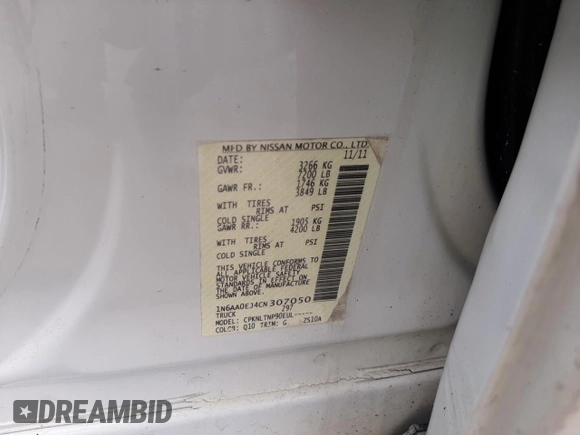 MFD BY NISSAN MOTOR CO., LTD.
DATE: 11/11
GVWR: 3266 KG
7200 LB
GAWR FR.: 1746 KG
3849 LB
WITH TIRES
RIMS AT PSI
COLD SINGLE
GAWR RR.: 1905 KG
4200 LB
WITH TIRES
RIMS AT PSI
COLD SINGLE
THIS VEHICLE CONFORMS TO
ALL APPLICABLE FEDERAL
MOTOR VEHICLE SAFETY
STANDARDS IN EFFECT ON
THE DATE OF MANUFACTURE
SHOWN ABOVE.
1N6AA0EJ4CN307050
TRUCK 297
MODEL: CPKNLTNP90EUL
COLOR: Q10 TRIM: G ZS10A
DREAMBID